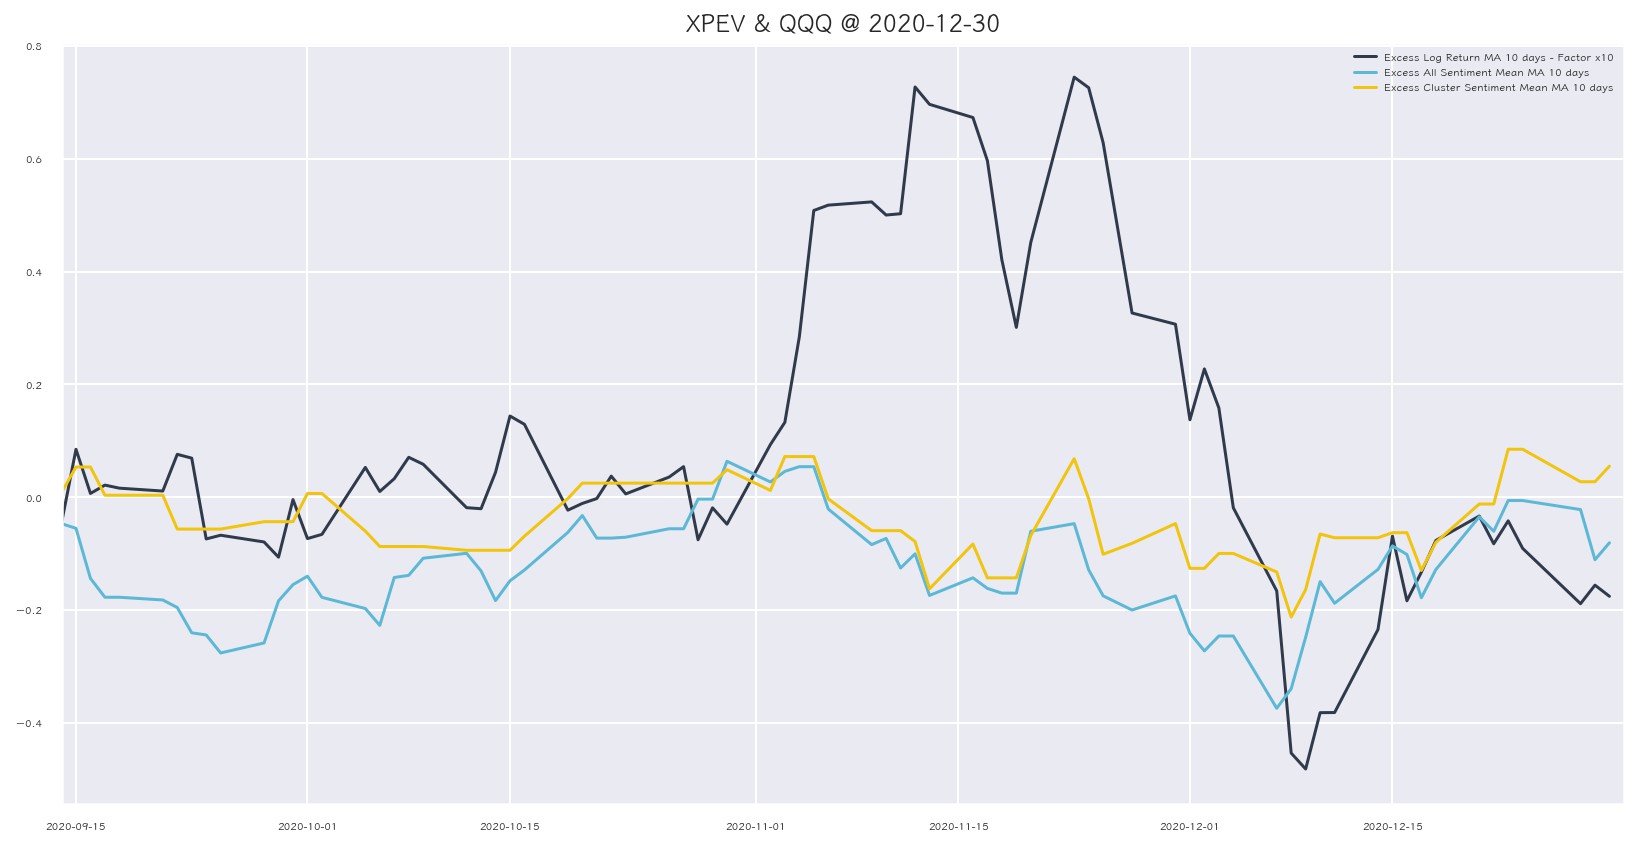 XPEV & QQQ @ 2020-12-30
0.8
0.6
0.4
0.2
0.0
−0.2
−0.4
Excess Log Return MA 10 days - Factor x10
Excess All Sentiment Mean MA 10 days
Excess Cluster Sentiment Mean MA 10 days
2020-09-15 2020-10-01 2020-10-15 2020-11-01 2020-11-15 2020-12-01 2020-12-15